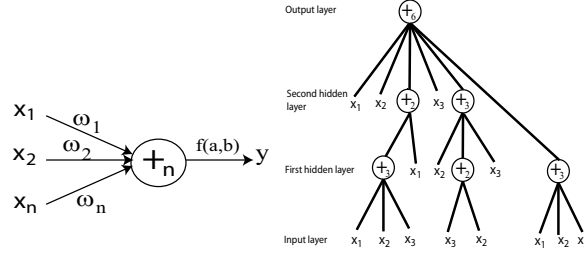 x₁ ω₁
x₂ ω₂ +ₙ f(a,b) y
xₙ ωₙ
Output layer +₆
Second hidden x₁ x₂ +₂ x₃ +₃
layer
First hidden layer +₃ x₁ x₂ +₂ x₃ +₃
Input layer x₁ x₂ x₃ x₃ x₂ x₁ x₂ x